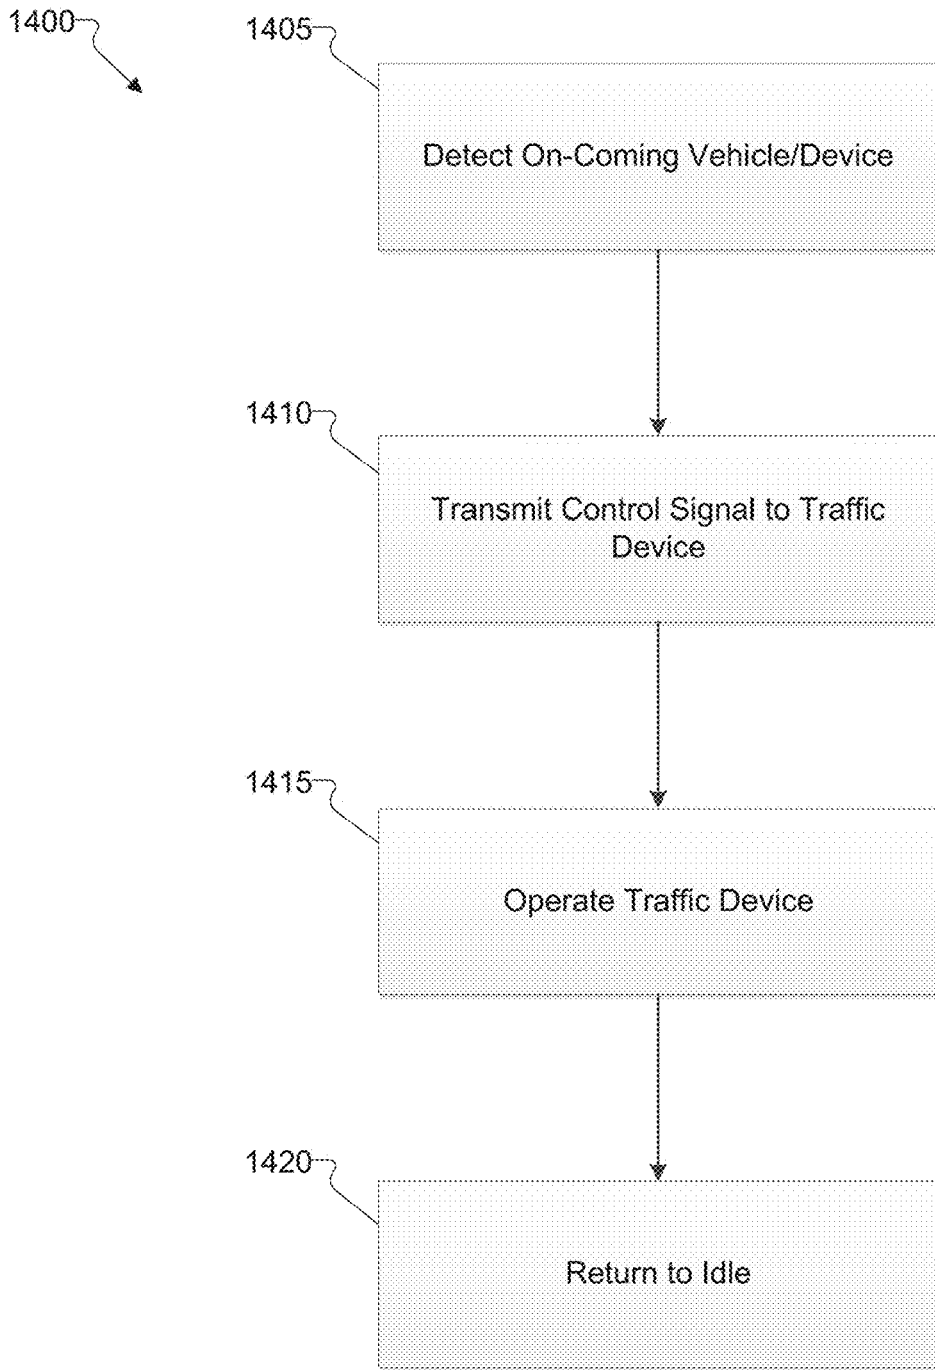 1400
1405
Detect On-Coming Vehicle/Device
1410
Transmit Control Signal to Traffic
Device
1415
Operate Traffic Device
1420
Return to Idle